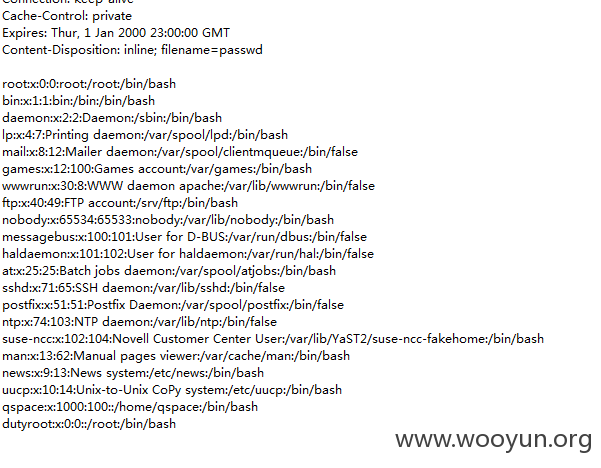 Connection: keep-alive
Cache-Control: private
Expires: Thur, 1 Jan 2000 23:00:00 GMT
Content-Disposition: inline; filename=passwd
root:x:0:0:root:/root:/bin/bash
bin:x:1:1:bin:/bin:/bin/bash
daemon:x:2:2:Daemon:/sbin:/bin/bash
lp:x:4:7:Printing daemon:/var/spool/lpd:/bin/bash
mail:x:8:12:Mailer daemon:/var/spool/clientmqueue:/bin/false
games:x:12:100:Games account:/var/games:/bin/bash
wwwrun:x:30:8:WWW daemon apache:/var/lib/wwwrun:/bin/false
ftp:x:40:49:FTP account:/srv/ftp:/bin/bash
nobody:x:65534:65533:nobody:/var/lib/nobody:/bin/bash
messagebus:x:100:101:User for D-BUS:/var/run/dbus:/bin/false
haldaemon:x:101:102:User for haldaemon:/var/run/hal:/bin/false
at:x:25:25:Batch jobs daemon:/var/spool/atjobs:/bin/bash
sshd:x:71:65:SSH daemon:/var/lib/sshd:/bin/false
postfix:x:51:51:Postfix Daemon:/var/spool/postfix:/bin/false
ntp:x:74:103:NTP daemon:/var/lib/ntp:/bin/false
suse-ncc:x:102:104:Novell Customer Center User:/var/lib/YaST2/suse-ncc-fakehome:/bin/bash
man:x:13:62:Manual pages viewer:/var/cache/man:/bin/bash
news:x:9:13:News system:/etc/news:/bin/bash
uucp:x:10:14:Unix-to-Unix CoPy system:/etc/uucp:/bin/bash
qspace:x:1000:100::/home/qspace:/bin/bash
dutyroot:x:0:0::/root:/bin/bash
www.wooyun.org